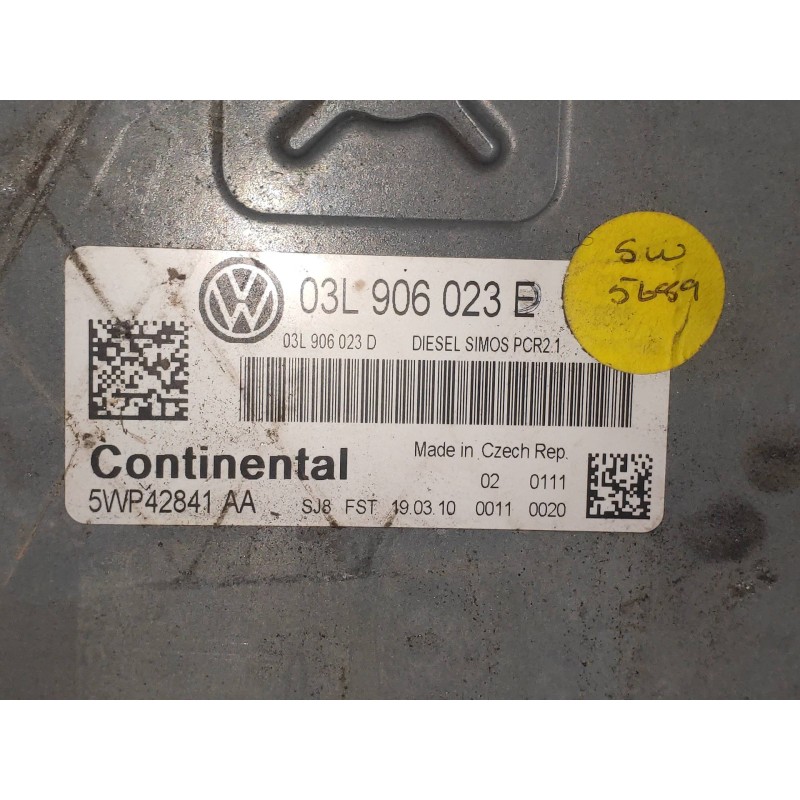 03L 906 023
SW
5689
03L 906 023 D DIESEL SIMOS PCR2.1
Continental
Made in Czech Rep.
02 0111
5WP42841 AA SJ8 FST 19.03.10 0011 0020